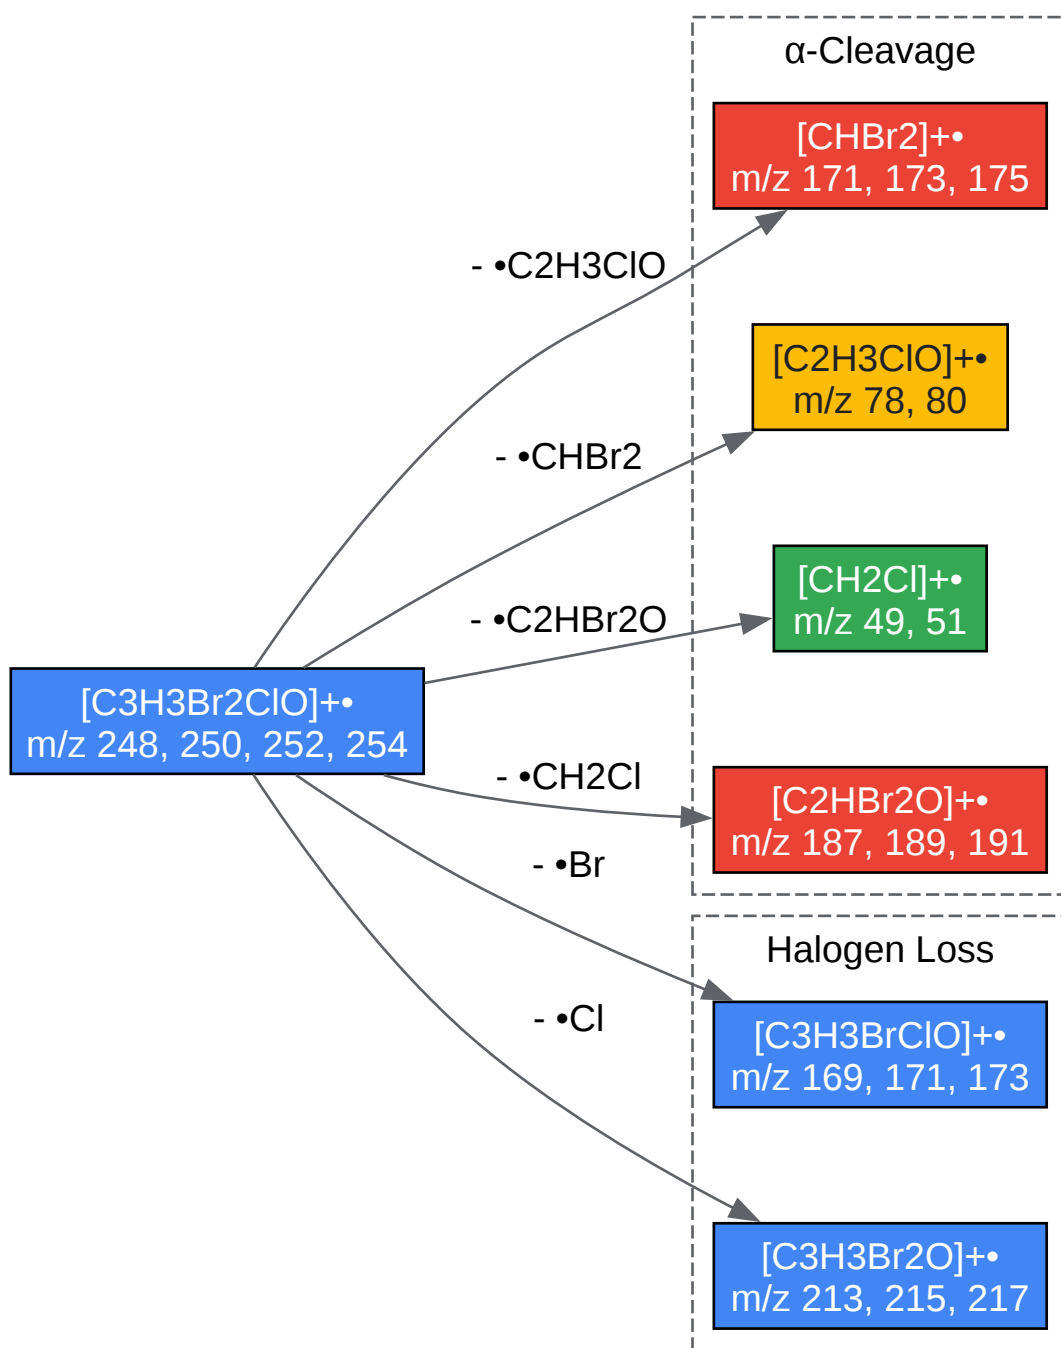 α-Cleavage
[CHBr2]+•
m/z 171, 173, 175
- •C2H3ClO
[C2H3ClO]+•
m/z 78, 80
- •CHBr2
[CH2Cl]+•
m/z 49, 51
- •C2HBr2O
[C3H3Br2ClO]+•
m/z 248, 250, 252, 254
- •CH2Cl
[C2HBr2O]+•
m/z 187, 189, 191
- •Br
Halogen Loss
- •Cl
[C3H3BrClO]+•
m/z 169, 171, 173
[C3H3Br2O]+•
m/z 213, 215, 217